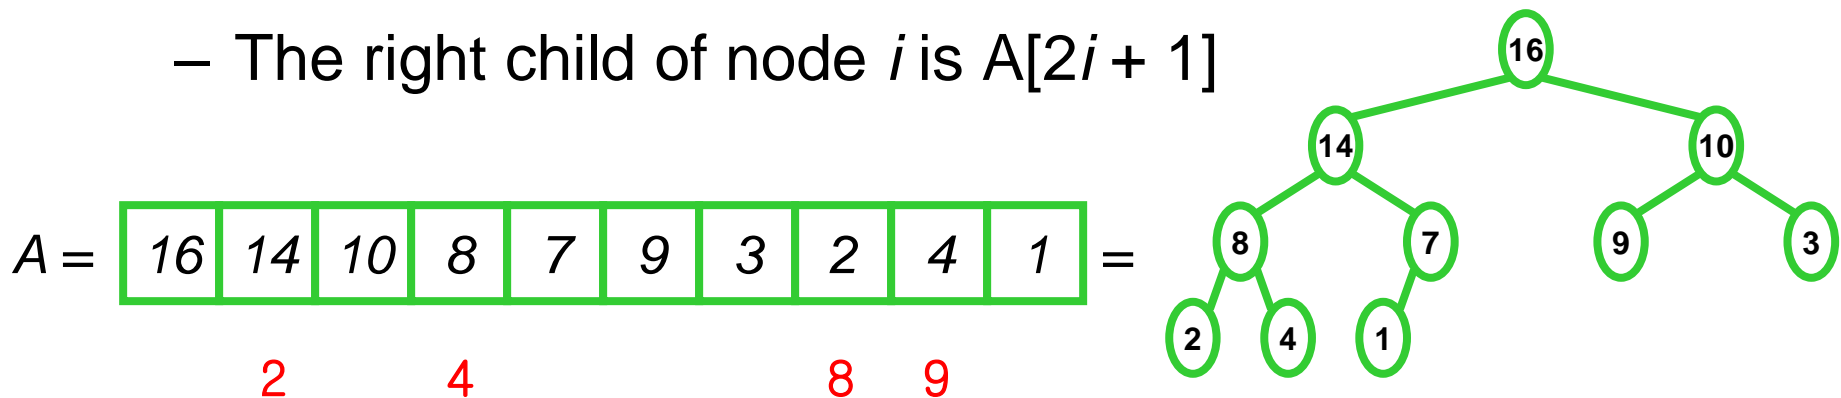 – The right child of node i is A[2i + 1]
A = 16 14 10 8 7 9 3 2 4 1 =
2 4 8 9
16
14 10
8 7 9 3
2 4 1